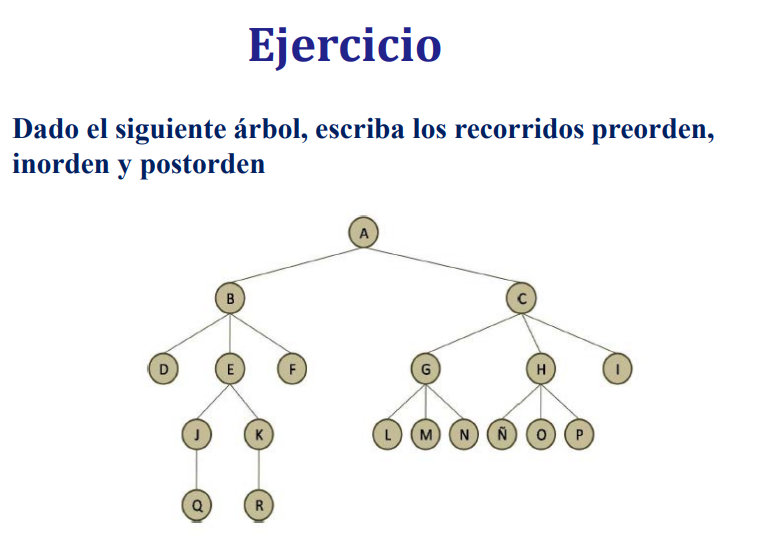 Ejercicio
Dado el siguiente árbol, escriba los recorridos preorden,
inorden y postorden
A
B
C
D
E
F
G
H
I
J
K
L
M
N
Ñ
O
P
Q
R